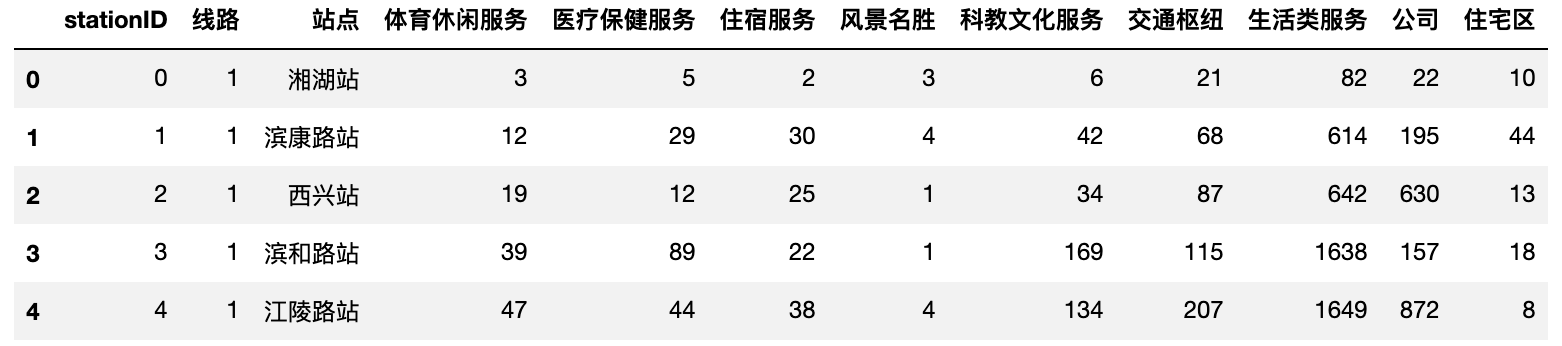 stationID 线路 站点 体育休闲服务 医疗保健服务 住宿服务 风景名胜 科教文化服务 交通枢纽 生活类服务 公司 住宅区
0 0 1 湘湖站 3 5 2 3 6 21 82 22 10
1 1 1 滨康路站 12 29 30 4 42 68 614 195 44
2 2 1 西兴站 19 12 25 1 34 87 642 630 13
3 3 1 滨和路站 39 89 22 1 169 115 1638 157 18
4 4 1 江陵路站 47 44 38 4 134 207 1649 872 8